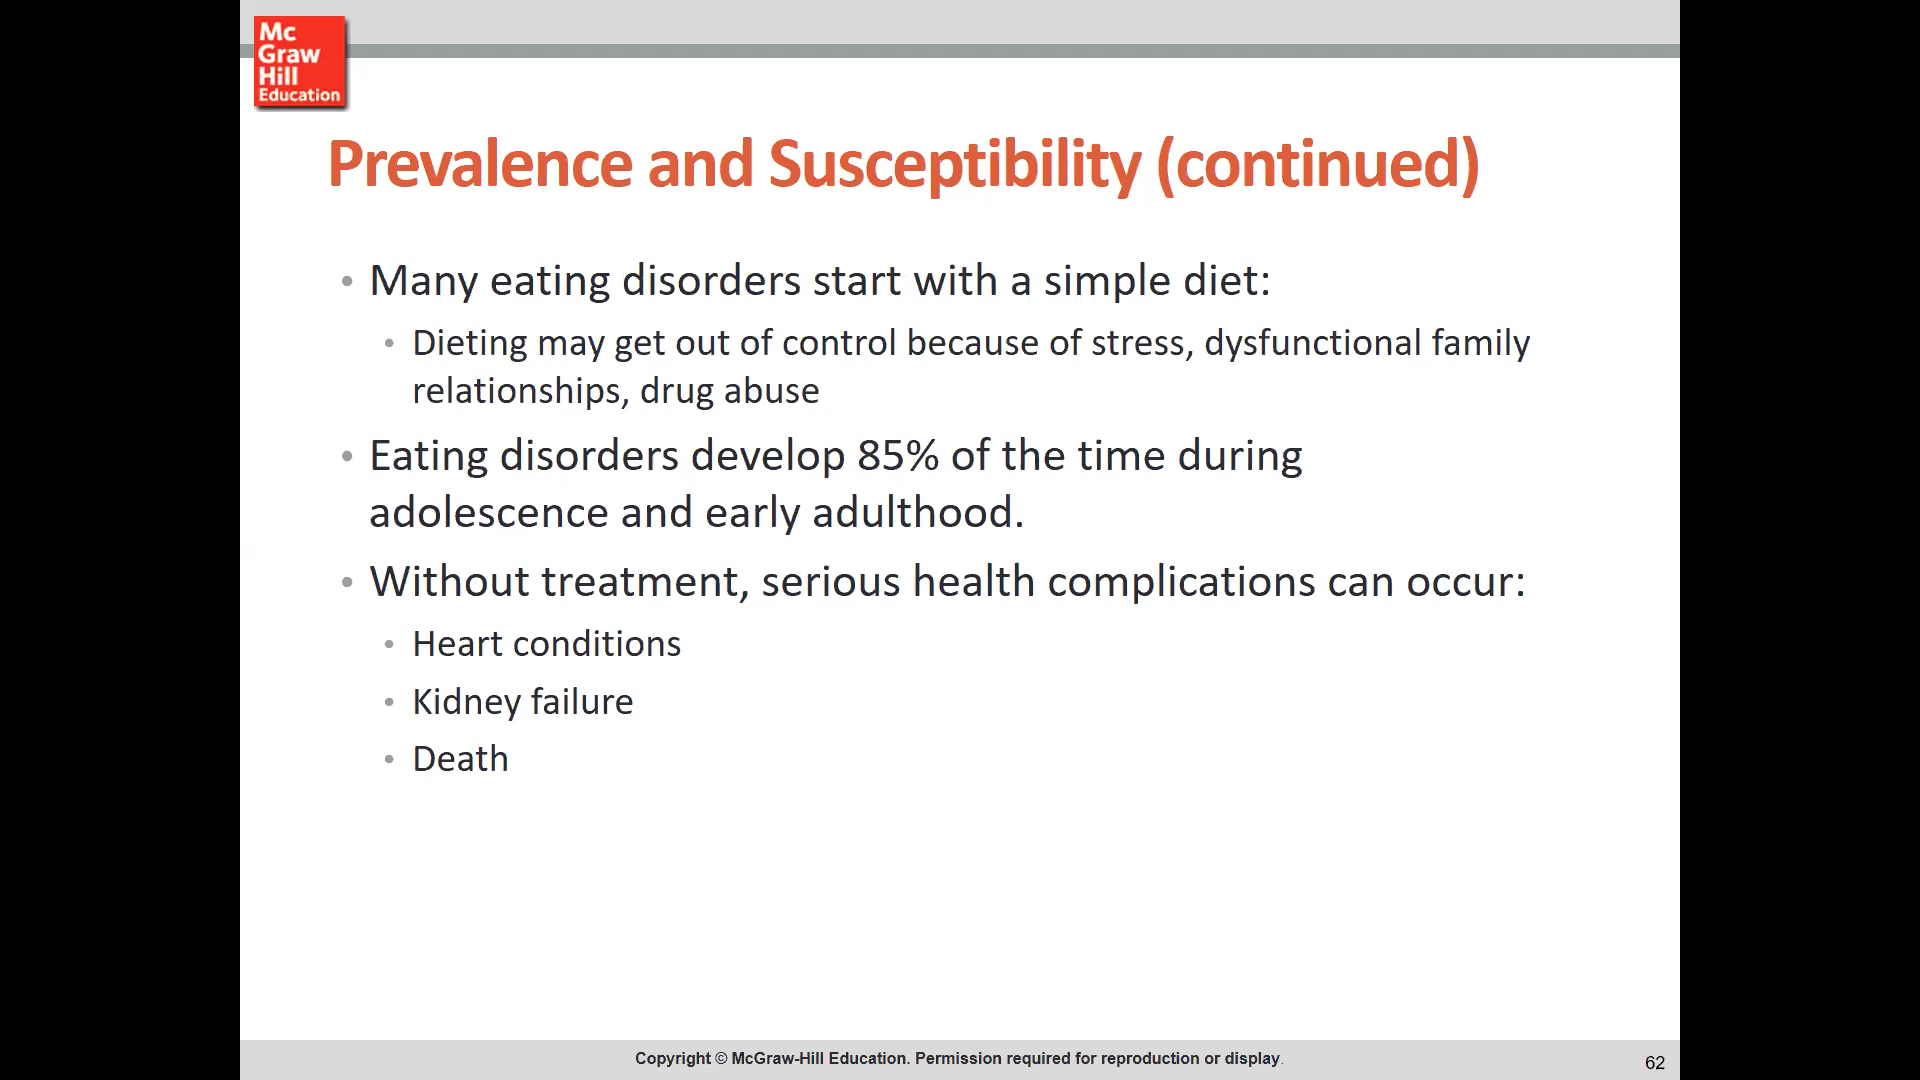 Mc
Graw
Hill
Education
Prevalence and Susceptibility (continued)
• Many eating disorders start with a simple diet:
• Dieting may get out of control because of stress, dysfunctional family
relationships, drug abuse
• Eating disorders develop 85% of the time during
adolescence and early adulthood.
• Without treatment, serious health complications can occur:
• Heart conditions
• Kidney failure
• Death
Copyright © McGraw-Hill Education. Permission required for reproduction or display.
62